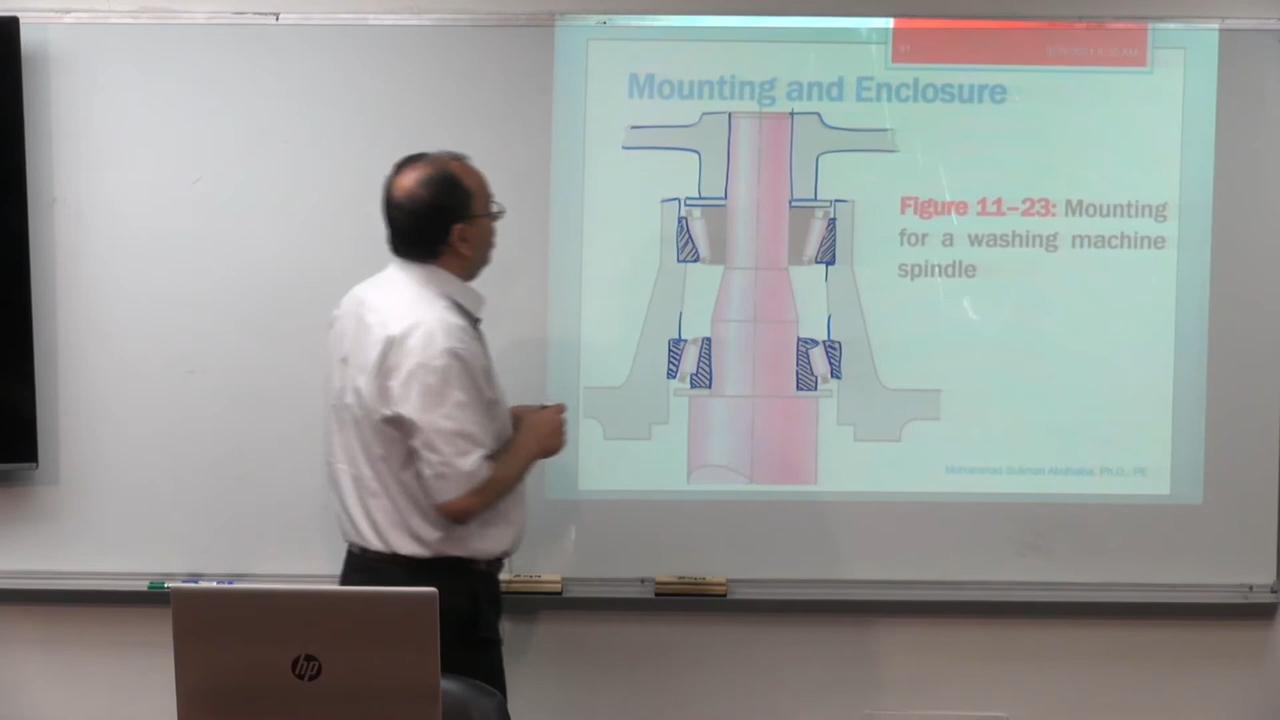 Mounting and Enclosure
Figure 11–23: Mounting
for a washing machine
spindle
hp